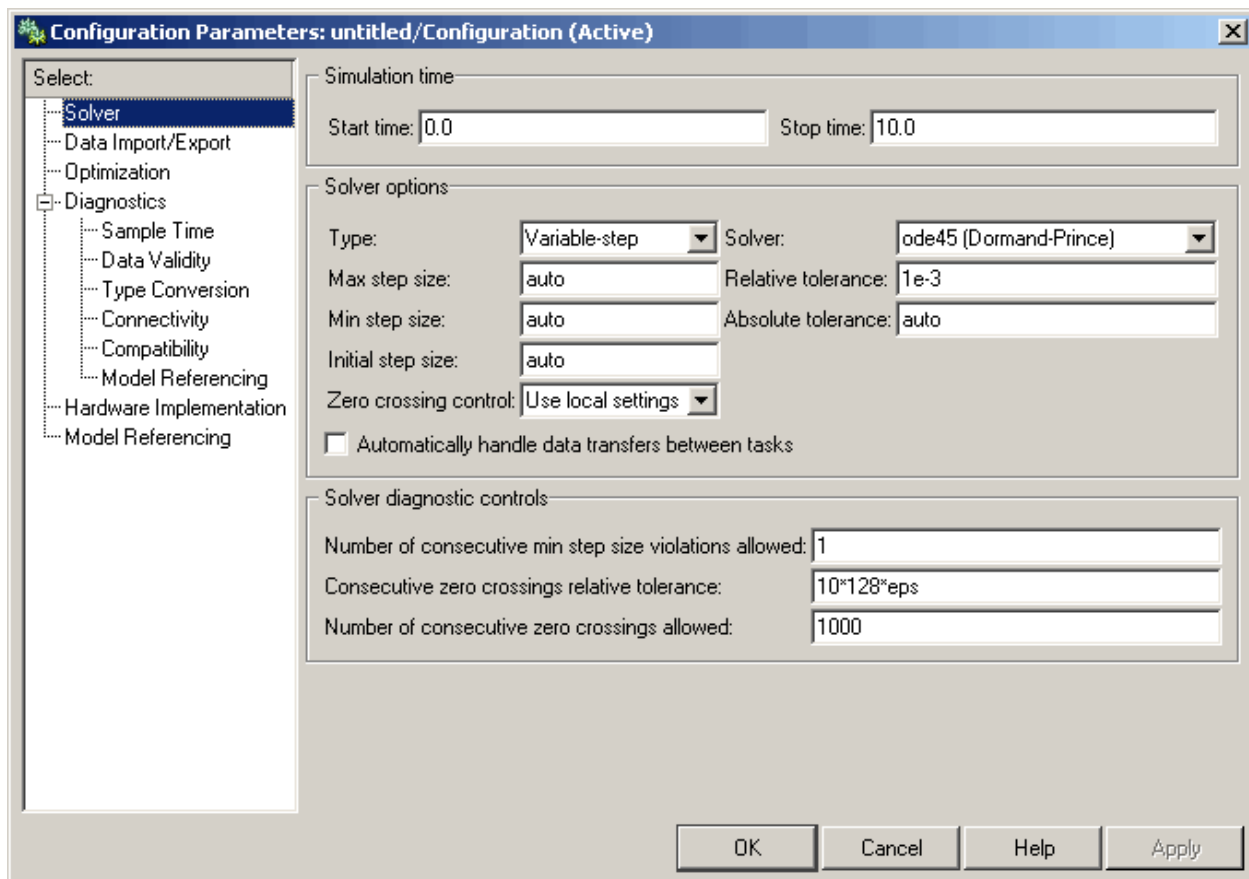 Configuration Parameters: untitled/Configuration (Active)
Select:
Solver
Data Import/Export
Optimization
Diagnostics
Sample Time
Data Validity
Type Conversion
Connectivity
Compatibility
Model Referencing
Hardware Implementation
Model Referencing
Simulation time
Start time: 0.0 Stop time: 10.0
Solver options
Type: Variable-step Solver: ode45 (Dormand-Prince)
Max step size: auto Relative tolerance: 1e-3
Min step size: auto Absolute tolerance: auto
Initial step size: auto
Zero crossing control: Use local settings
Automatically handle data transfers between tasks
Solver diagnostic controls
Number of consecutive min step size violations allowed: 1
Consecutive zero crossings relative tolerance: 10*128*eps
Number of consecutive zero crossings allowed: 1000
OK Cancel Help Apply